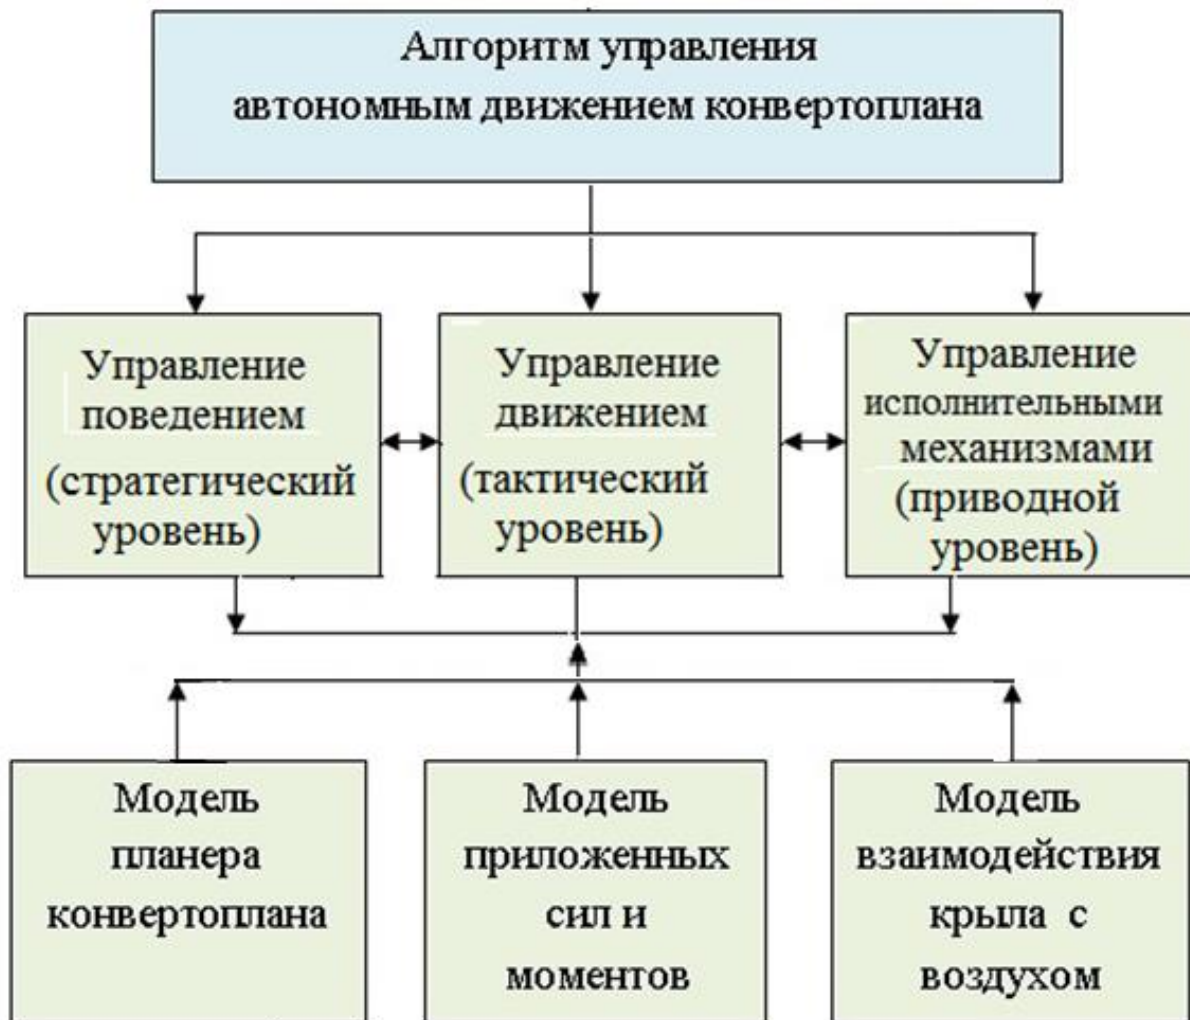 Алгоритм управления
автономным движением конвертоплана
Управление
поведением
(стратегический
уровень)
Управление
движением
(тактический
уровень)
Управление
исполнительными
механизмами
(приводной
уровень)
Модель
планера
конвертоплана
Модель
приложенных
сил и
моментов
Модель
взаимодействия
крыла с
воздухом